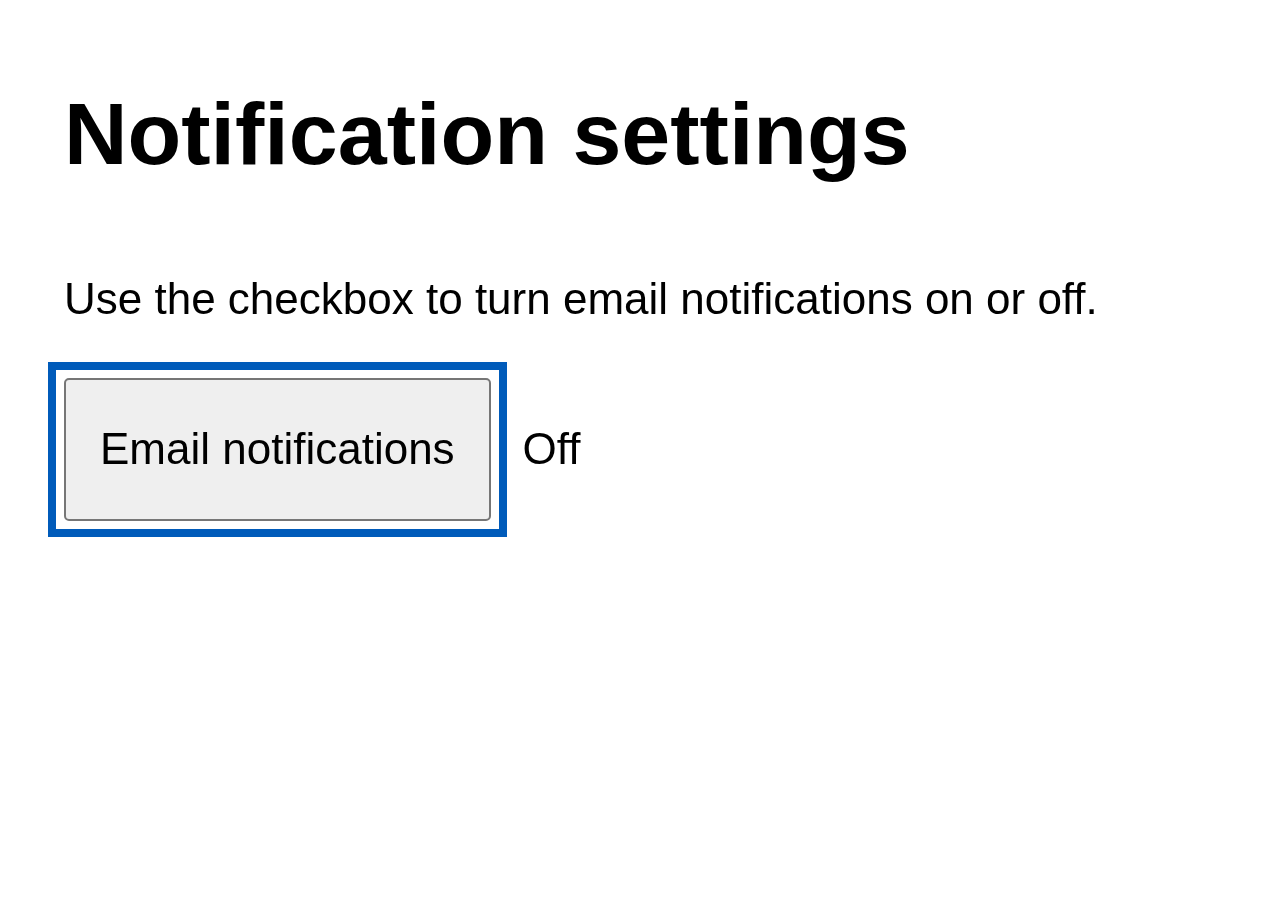 Notification settings
Use the checkbox to turn email notifications on or off.
Email notifications Off